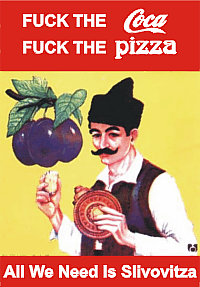 FUCK THE Coca
FUCK THE pizza
All We Need Is Slivovitza